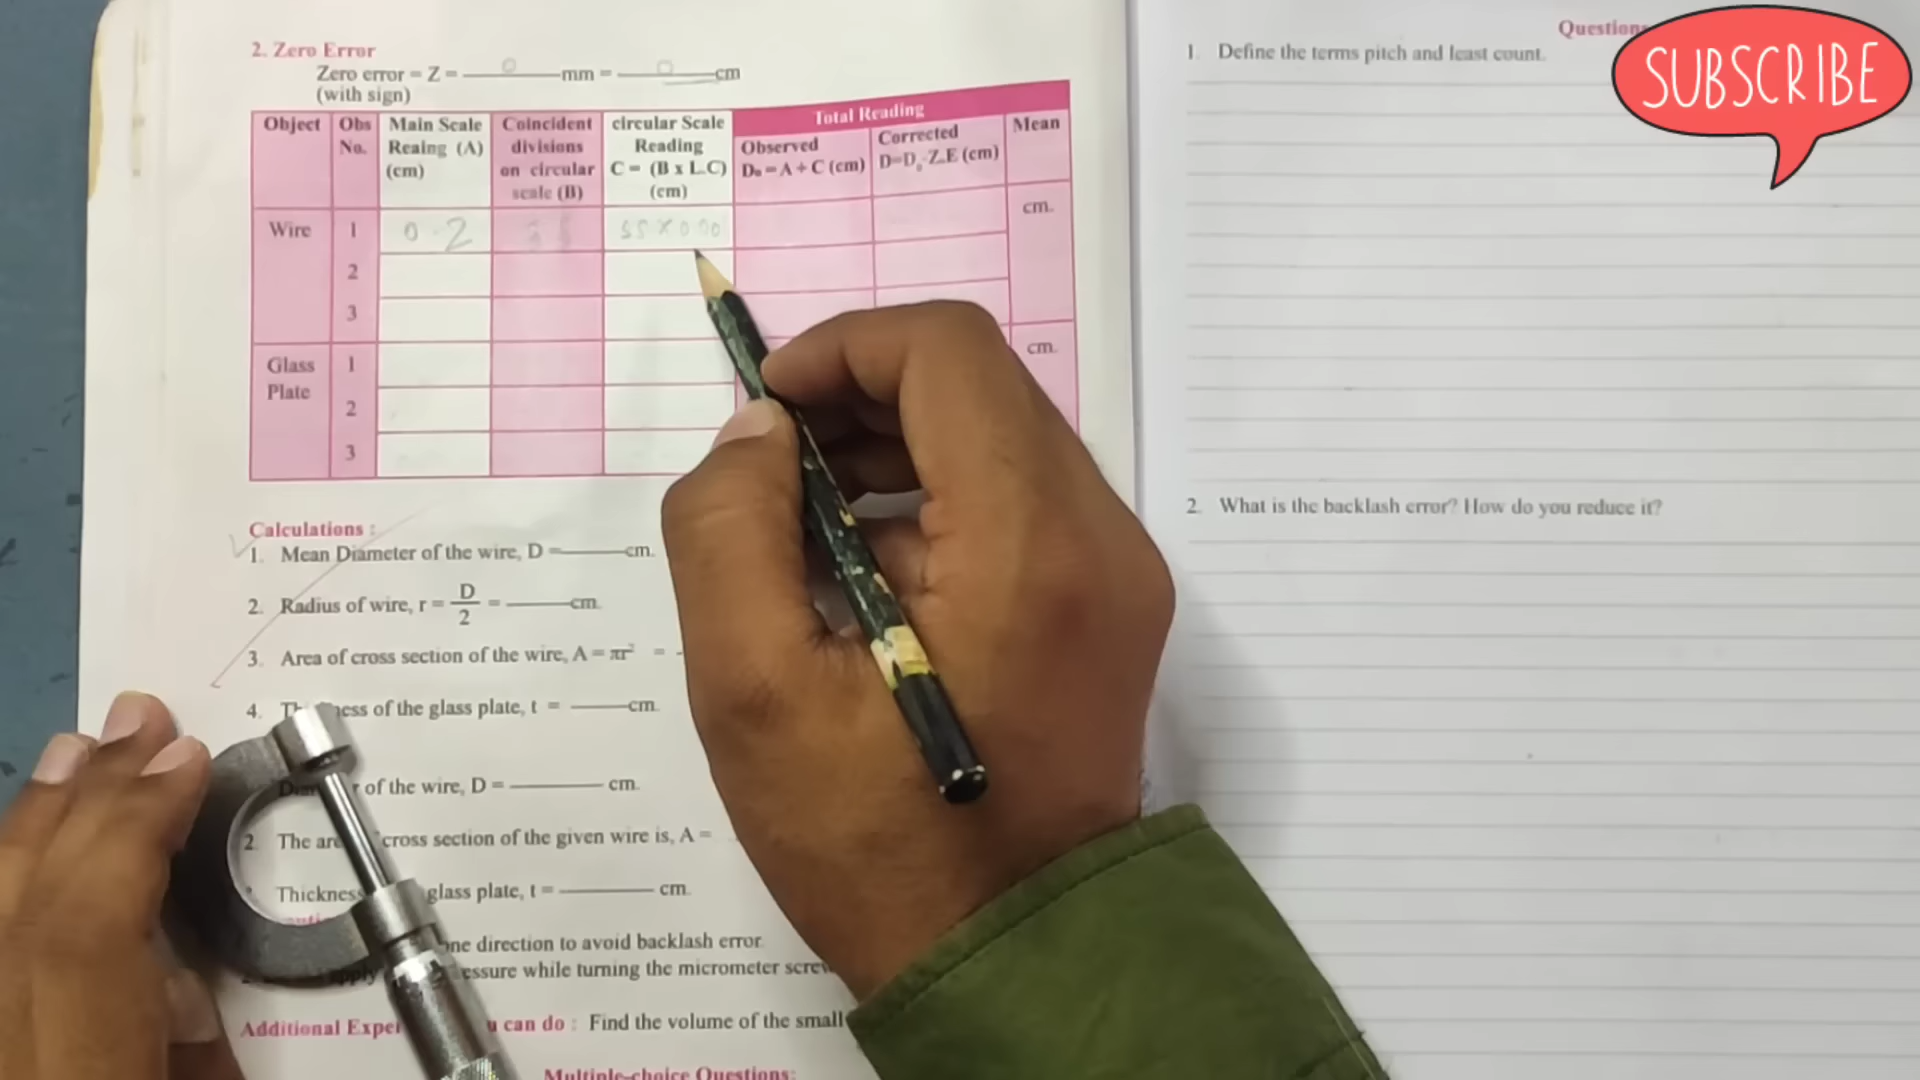 2. Zero Error
Zero error = Z = 0 mm = 0 cm
(with sign)
Object
Obs No.
Main Scale Reaing (A) (cm)
Coincident divisions on circular scale (B)
circular Scale Reading C = (B x L.C) (cm)
Total Reading
Observed D₀ = A + C (cm)
Corrected D=D₀-Z.E (cm)
Mean
Wire 1 0.2 55 55 x 0.00
cm.
2
3
Glass Plate 1
cm.
2
3
Calculations :
1. Mean Diameter of the wire, D = cm.
2. Radius of wire, r = D/2 = cm.
3. Area of cross section of the wire, A = πr² =
4. ness of the glass plate, t = cm.
of the wire, D = cm.
2. The cross section of the given wire is, A =
Thickness glass plate, t = cm.
one direction to avoid backlash error.
essure while turning the micrometer screw
Additional can do : Find the volume of the small
Multiple-choice Questions:
Question
1. Define the terms pitch and least count.
2. What is the backlash error? How do you reduce it?
SUBSCRIBE